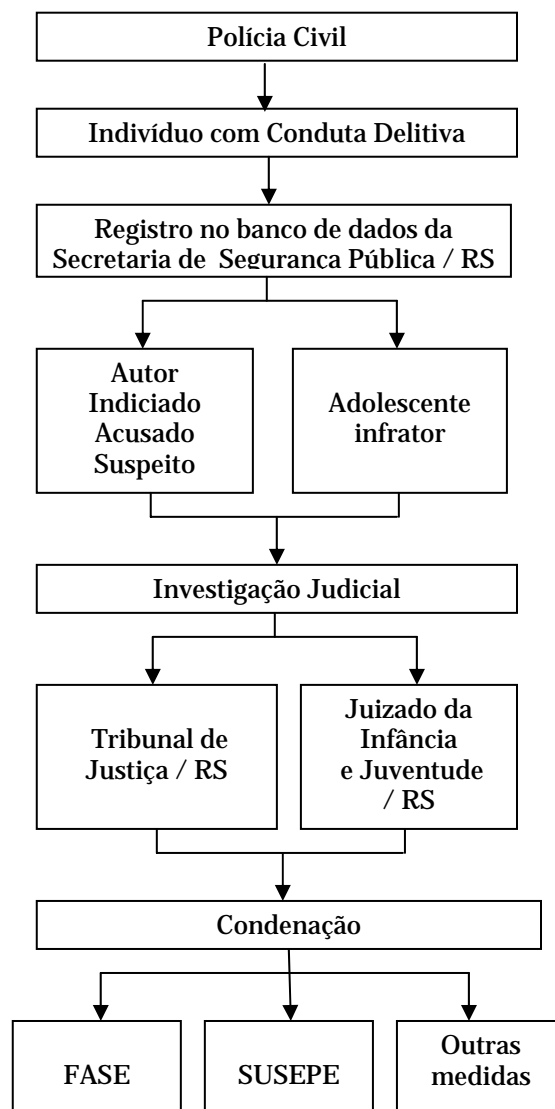 Polícia Civil
Indivíduo com Conduta Delitiva
Registro no banco de dados da
Secretaria de Seguranca Pública / RS
Autor
Indiciado
Acusado
Suspeito
Adolescente
infrator
Investigação Judicial
Tribunal de
Justiça / RS
Juizado da
Infância
e Juventude
/ RS
Condenação
FASE
SUSEPE
Outras
medidas